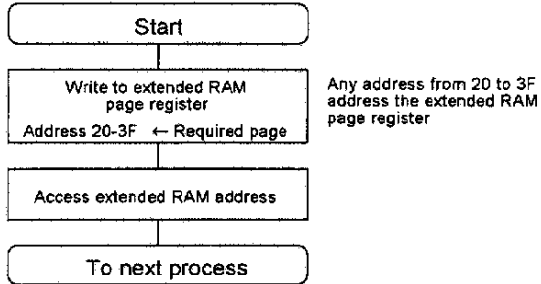 Start
Write to extended RAM
page register
Address 20-3F ← Required page
Any address from 20 to 3F
address the extended RAM
page register
Access extended RAM address
To next process